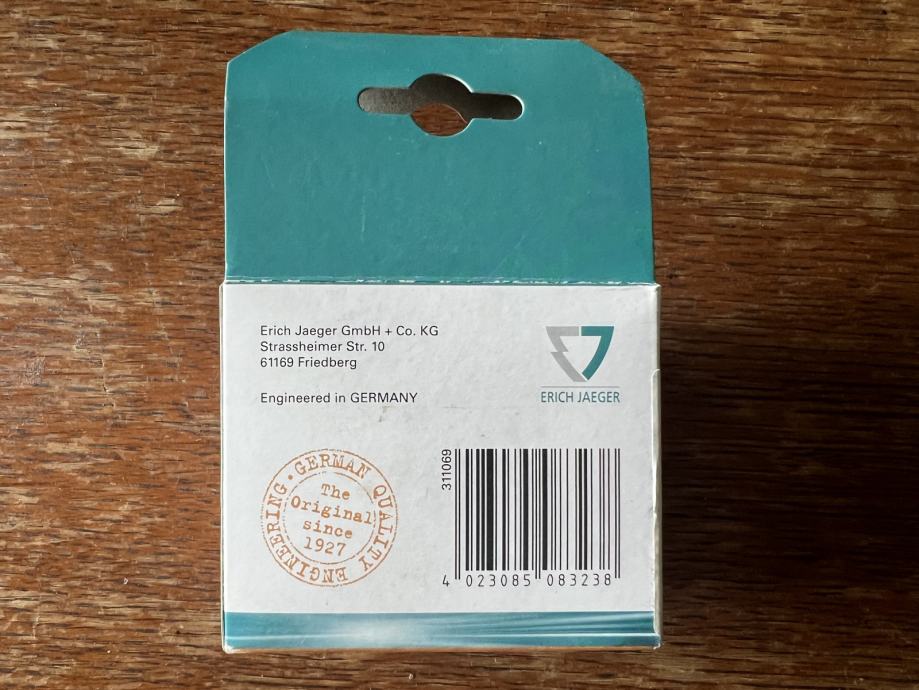 Erich Jaeger GmbH + Co. KG
Strassheimer Str. 10
61169 Friedberg
Engineered in GERMANY
ERICH JAEGER
· GERMAN QUALITY ENGINEERING
The
Original
since
1927
311069
4 023085 083238